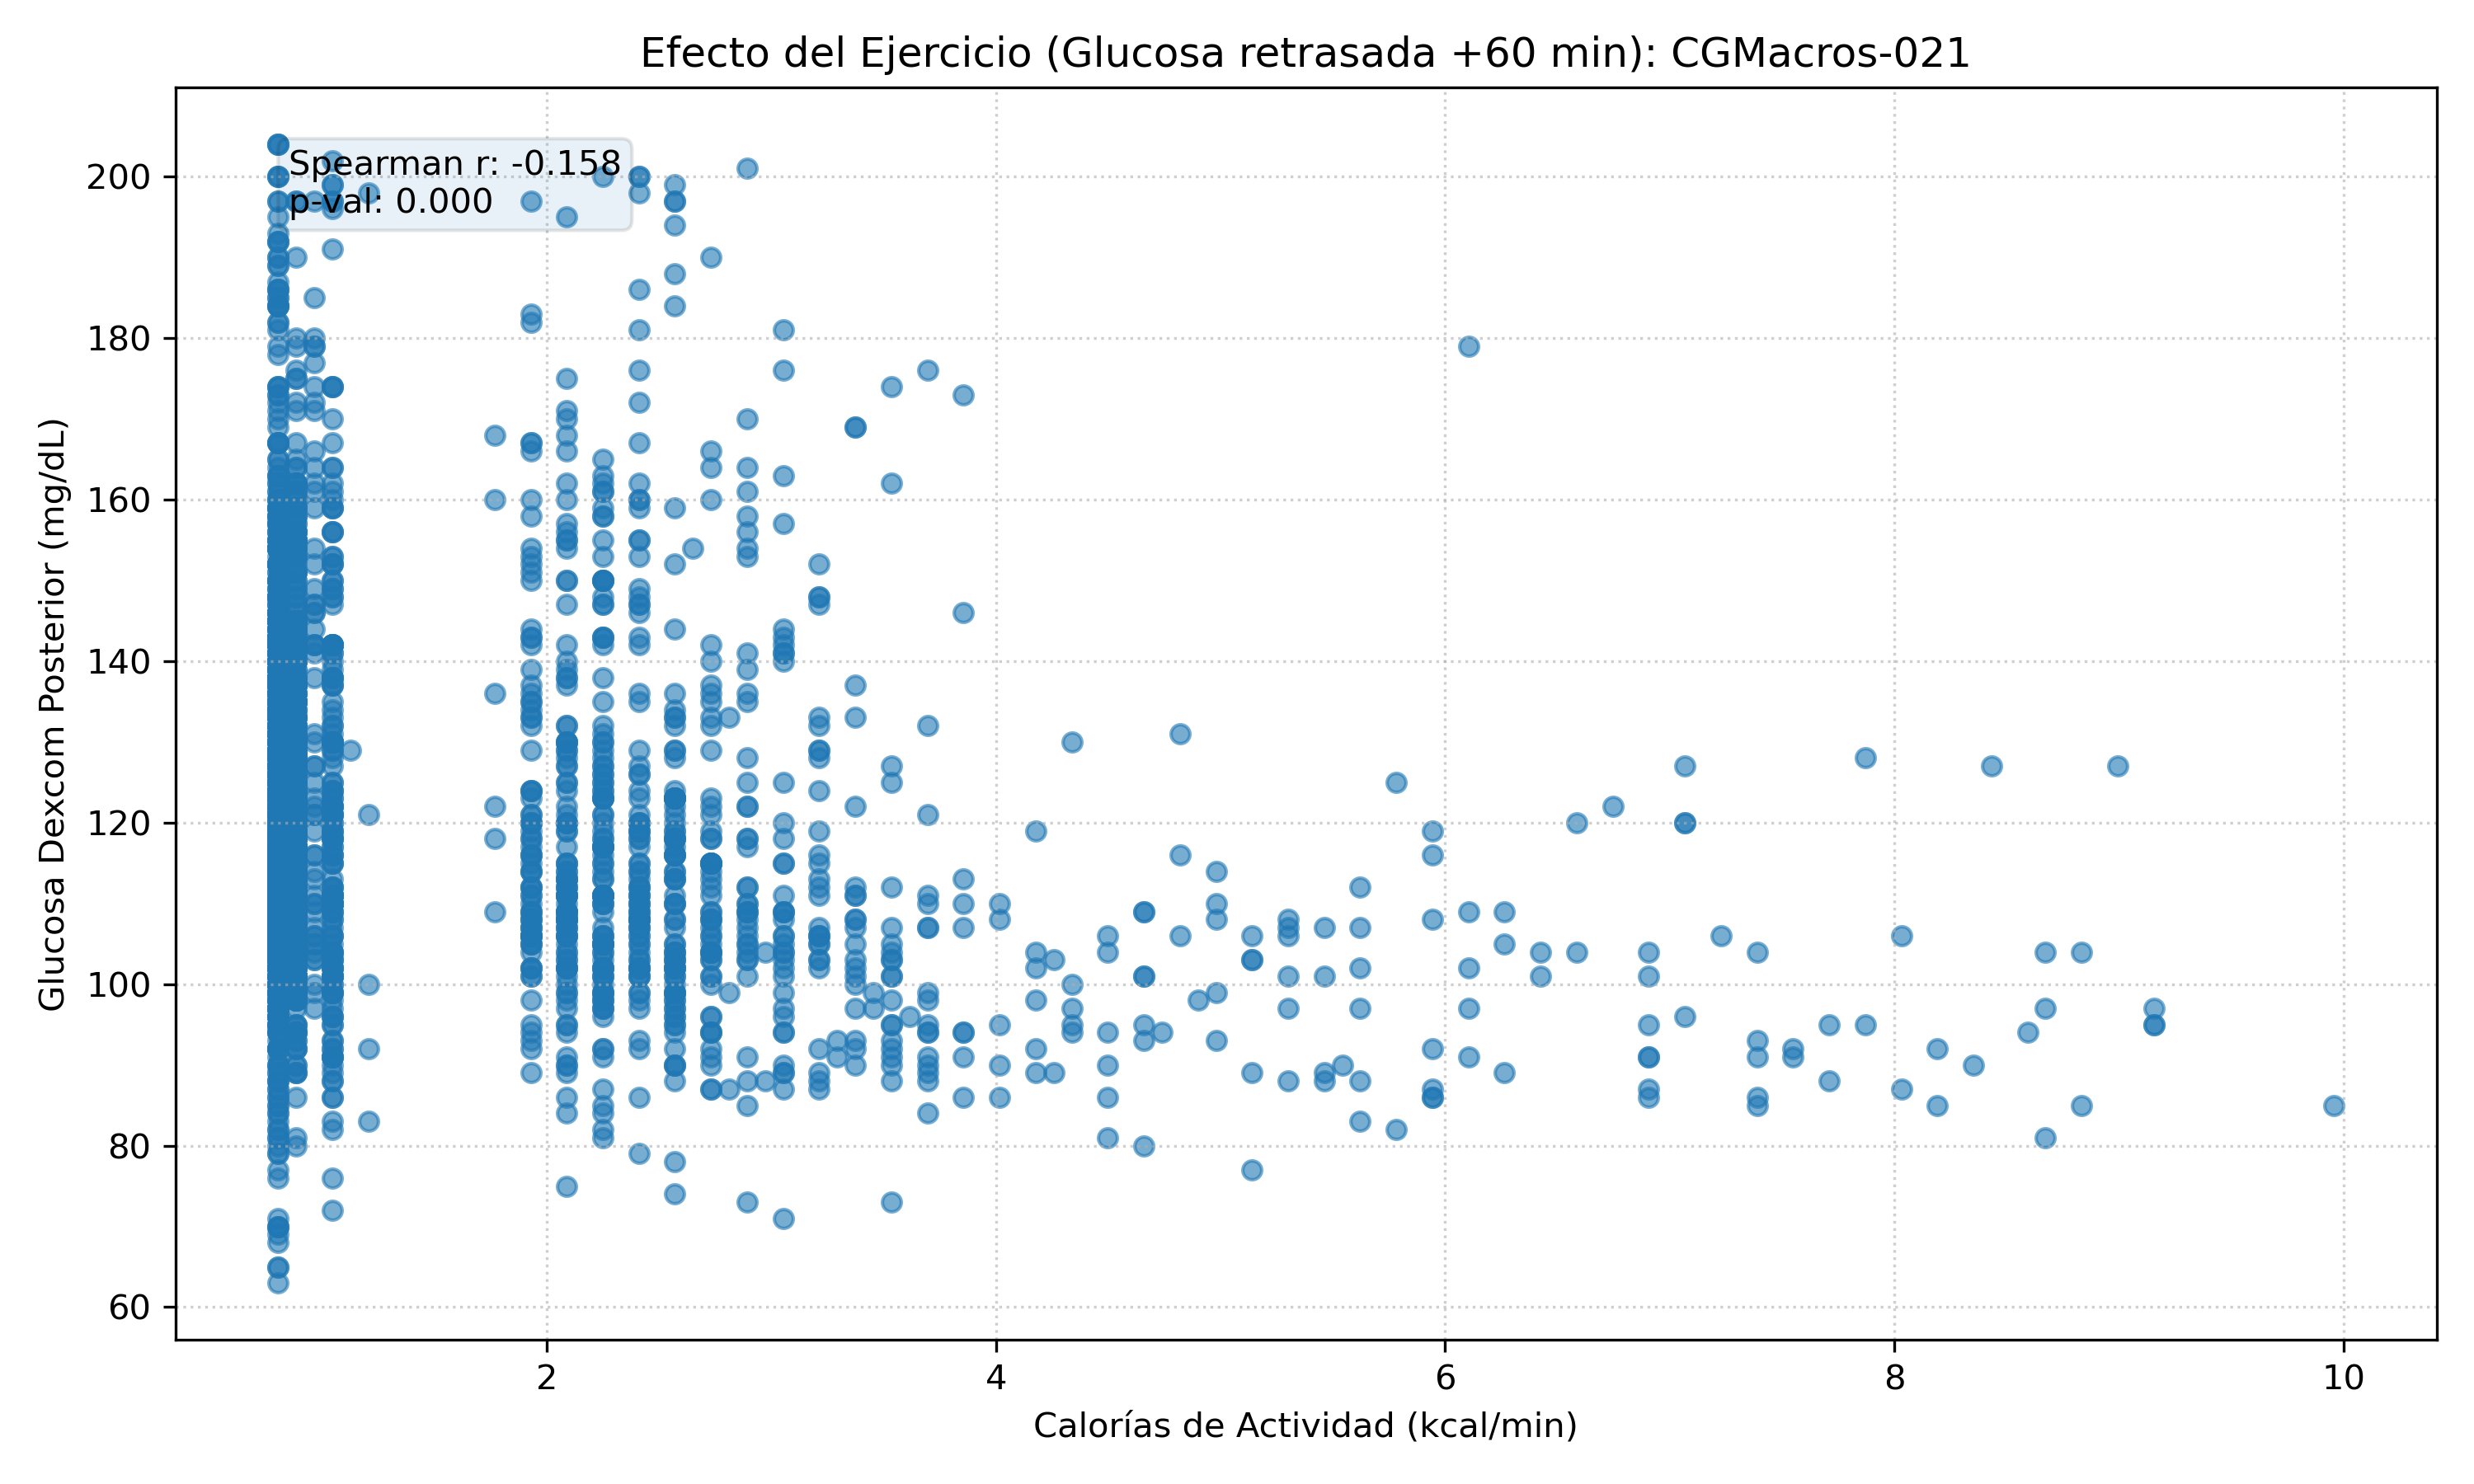 Efecto del Ejercicio (Glucosa retrasada +60 min): CGMacros-021
Spearman r: -0.158
p-val: 0.000
Glucosa Dexcom Posterior (mg/dL)
200
180
160
140
120
100
80
60
2
4
6
8
10
Calorías de Actividad (kcal/min)